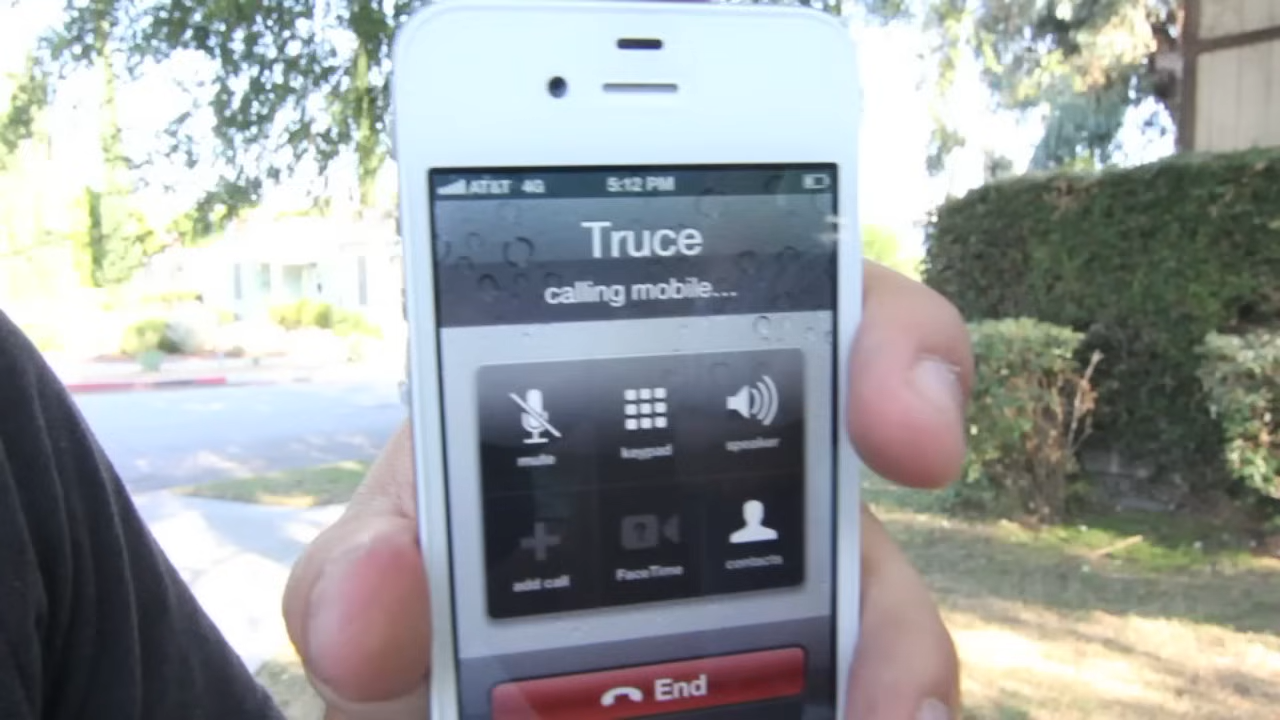 AT&T 4G 5:12 PM
Truce
calling mobile...
mute keypad speaker
add call FaceTime contacts
End